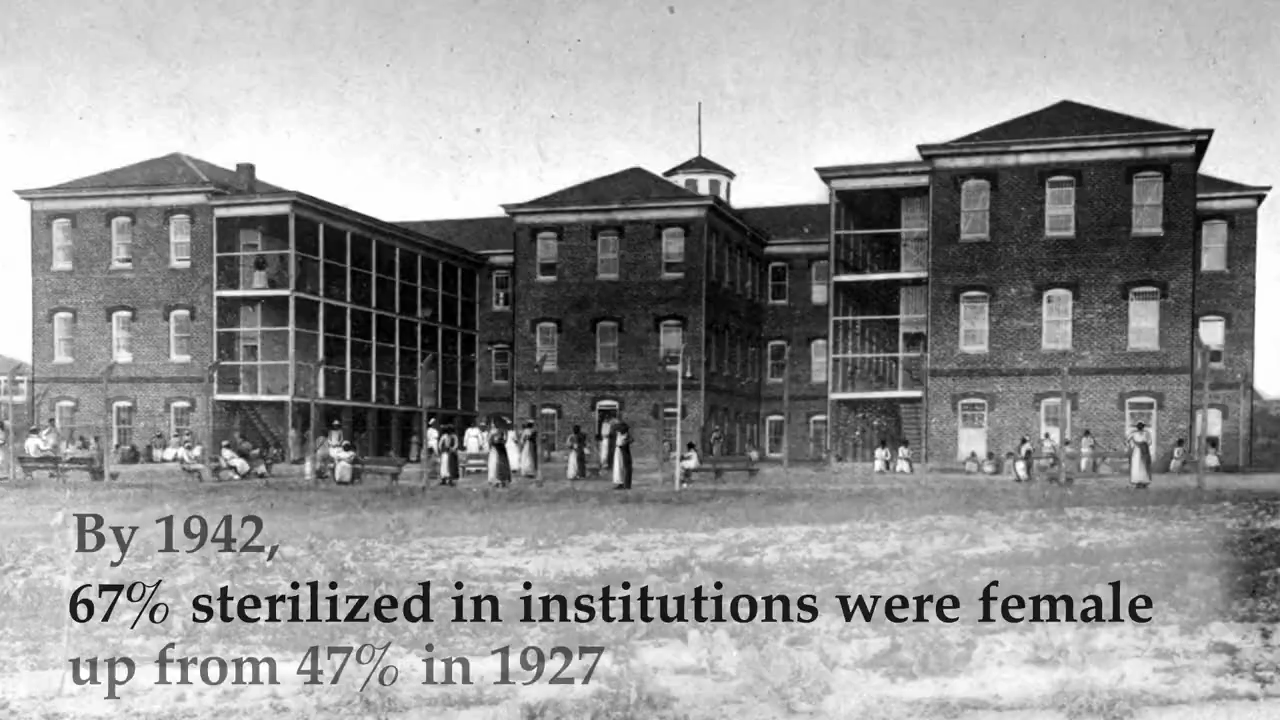 By 1942,
67% sterilized in institutions were female
up from 47% in 1927